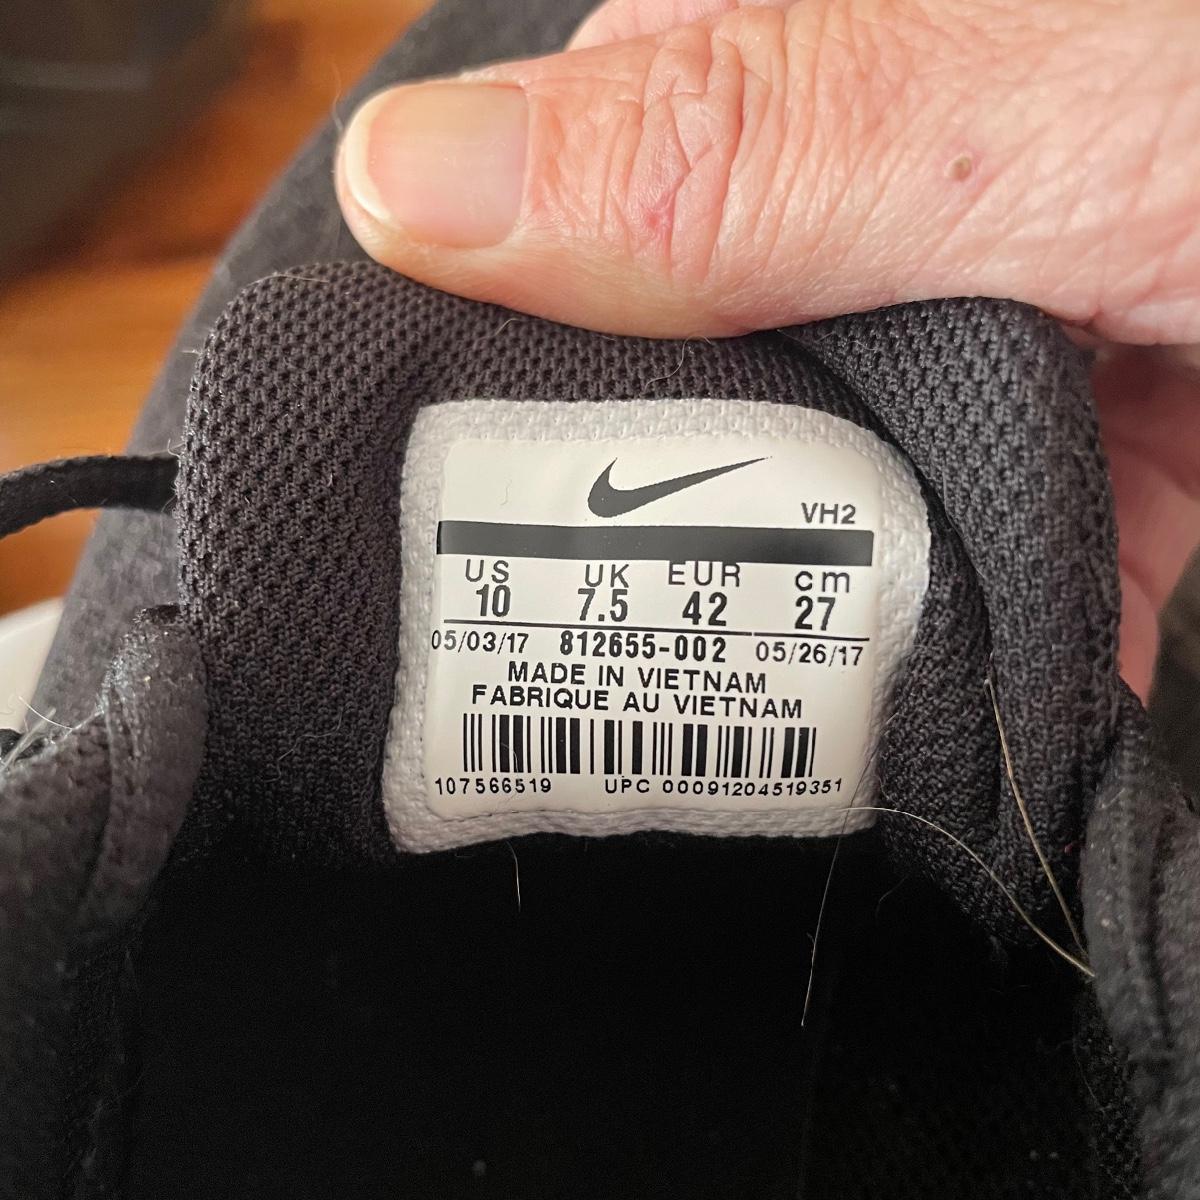 VH2
US UK EUR cm
10 7.5 42 27
05/03/17 812655-002 05/26/17
MADE IN VIETNAM
FABRIQUE AU VIETNAM
107566519 UPC 00091204519351